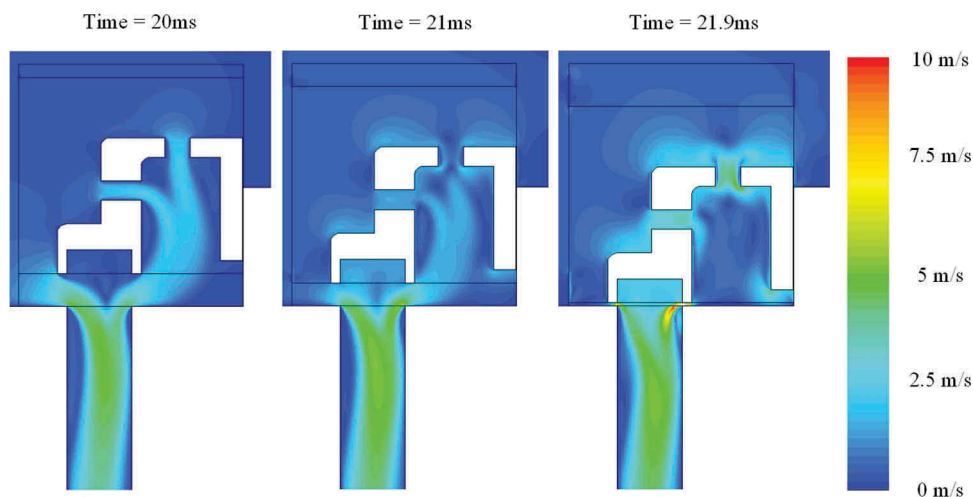 Time = 20ms
Time = 21ms
Time = 21.9ms
10 m/s
7.5 m/s
5 m/s
2.5 m/s
0 m/s